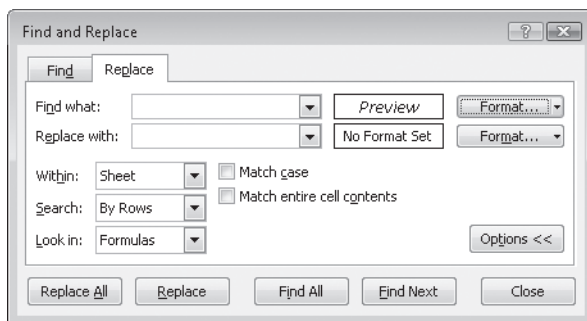 Find and Replace
Find Replace
Find what: Preview Format...
Replace with: No Format Set Format...
Within: Sheet Match case
Match entire cell contents
Search: By Rows
Look in: Formulas Options <<
Replace All Replace Find All Find Next Close